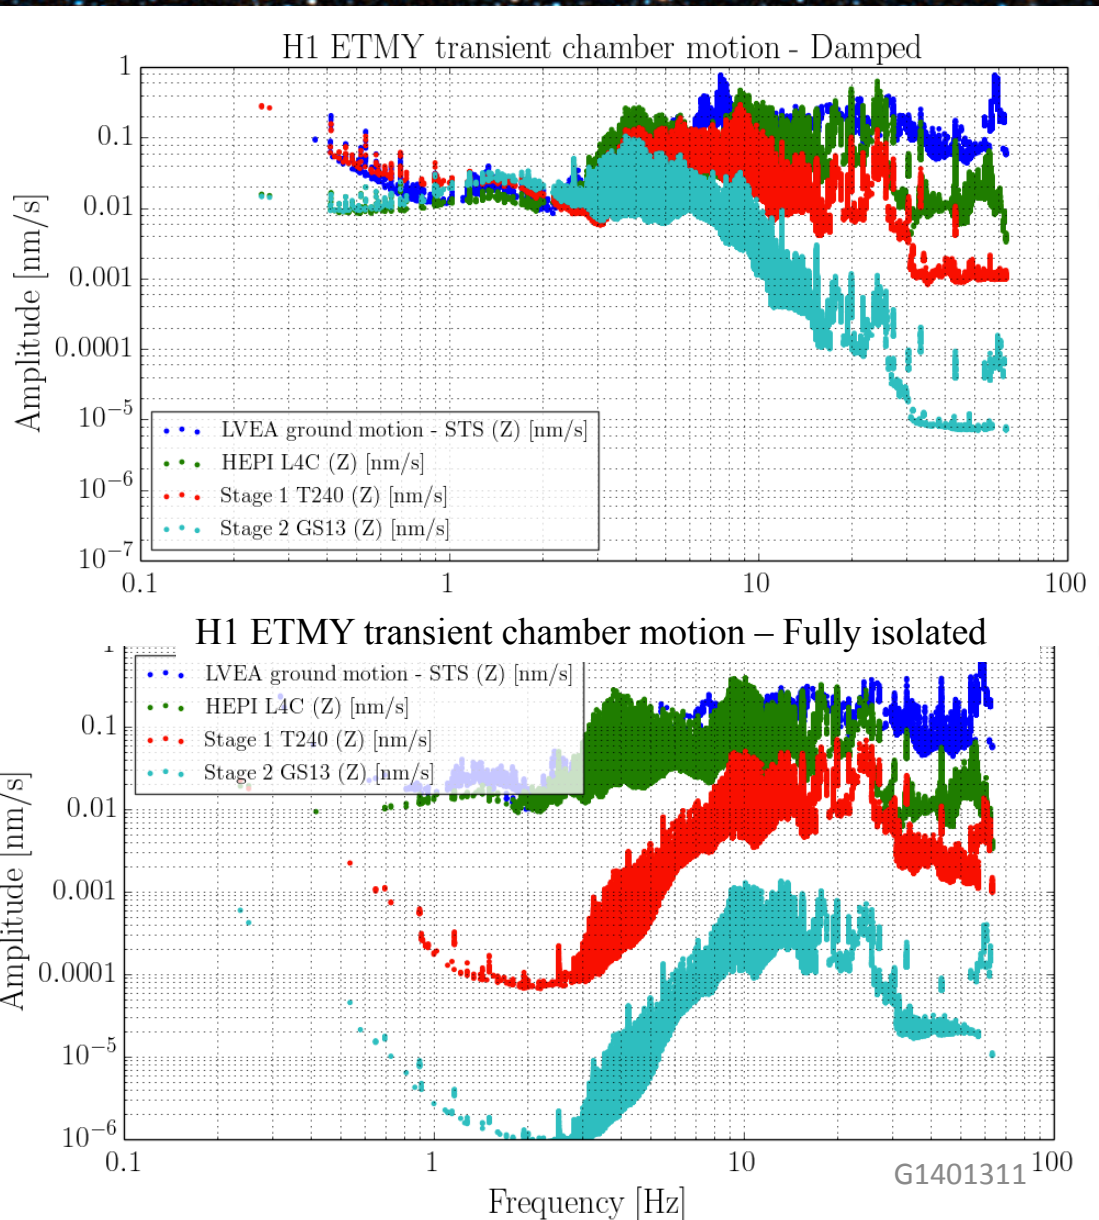 H1 ETMY transient chamber motion - Damped
1
0.1
0.01
0.001
0.0001
10−5
10−6
10−7
Amplitude [nm/s]
LVEA ground motion - STS (Z) [nm/s]
HEPI L4C (Z) [nm/s]
Stage 1 T240 (Z) [nm/s]
Stage 2 GS13 (Z) [nm/s]
0.1 1 10 100
H1 ETMY transient chamber motion – Fully isolated
1
0.1
0.01
0.001
0.0001
10−5
10−6
Amplitude [nm/s]
LVEA ground motion - STS (Z) [nm/s]
HEPI L4C (Z) [nm/s]
Stage 1 T240 (Z) [nm/s]
Stage 2 GS13 (Z) [nm/s]
0.1 1 10 100
G1401311
Frequency [Hz]